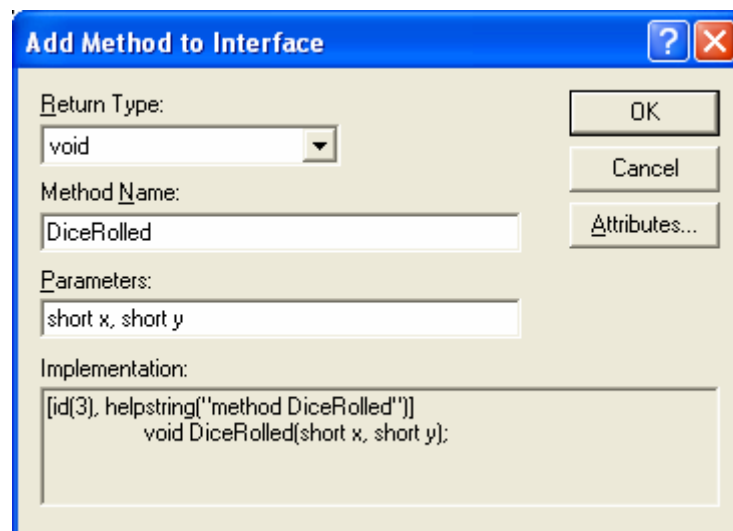 Add Method to Interface
Return Type:
void
OK
Cancel
Method Name:
DiceRolled
Attributes...
Parameters:
short x, short y
Implementation:
[id(3), helpstring("method DiceRolled")]
void DiceRolled(short x, short y);